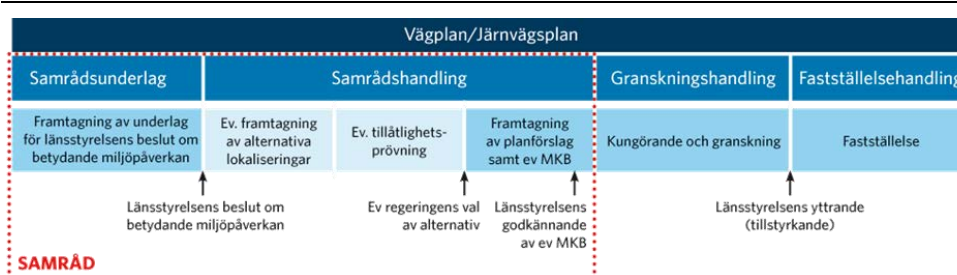 Vägplan/Järnvägsplan
Samrådsunderlag
Samrådshandling
Granskningshandling
Fastställelsehandling
Framtagning av underlag
för länsstyrelsens beslut om
betydande miljöpåverkan
Ev. framtagning
av alternativa
lokaliseringar
Ev. tillåtlighets-
prövning
Framtagning
av planförslag
samt ev MKB
Kungörande och granskning
Fastställelse
Länsstyrelsens beslut om
betydande miljöpåverkan
Ev regeringens val
av alternativ
Länsstyrelsens
godkännande
av ev MKB
Länsstyrelsens yttrande
(tillstyrkande)
SAMRÅD